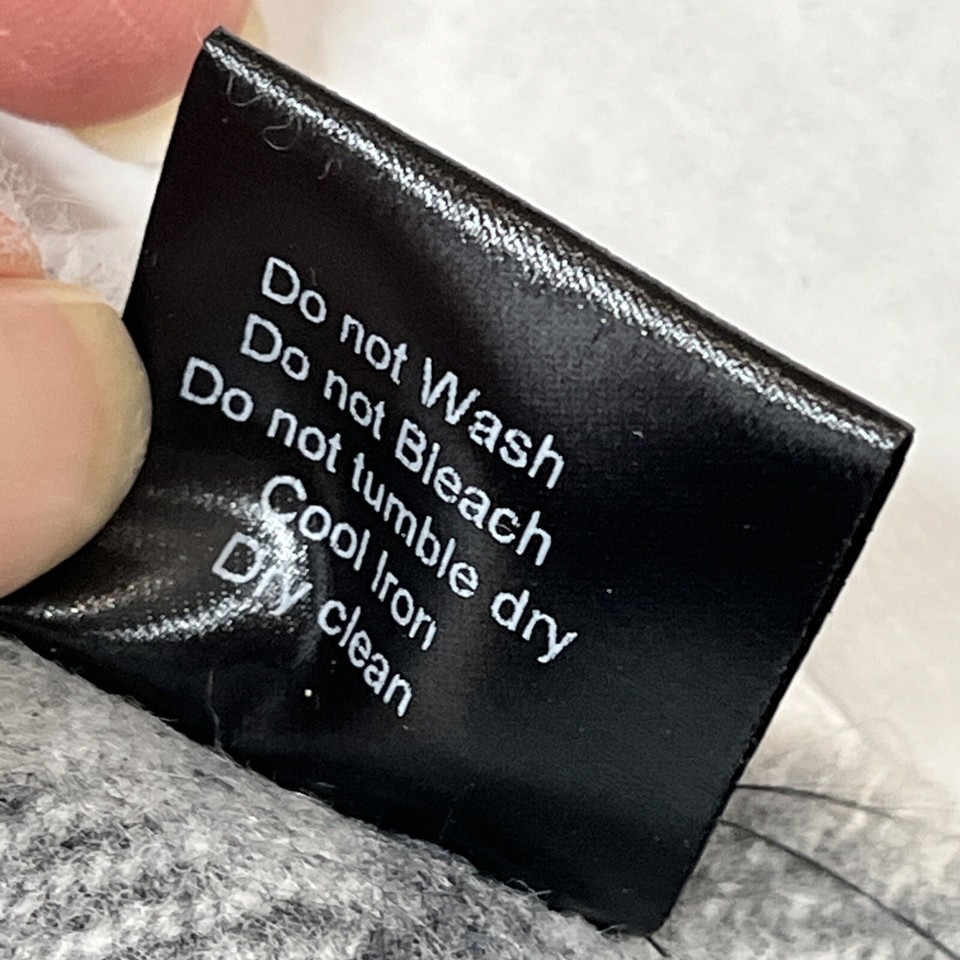 Do not Wash
Do not Bleach
Do not tumble dry
Cool Iron
Dry clean